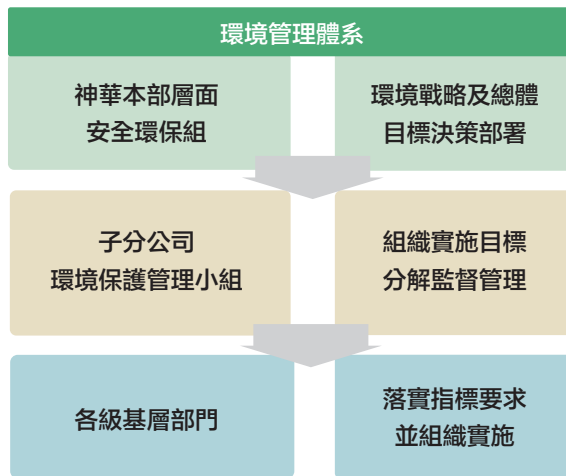 環境管理體系
神華本部層面
安全環保組
環境戰略及總體
目標決策部署
子分公司
環境保護管理小組
組織實施目標
分解監督管理
各級基層部門
落實指標要求
並組織實施